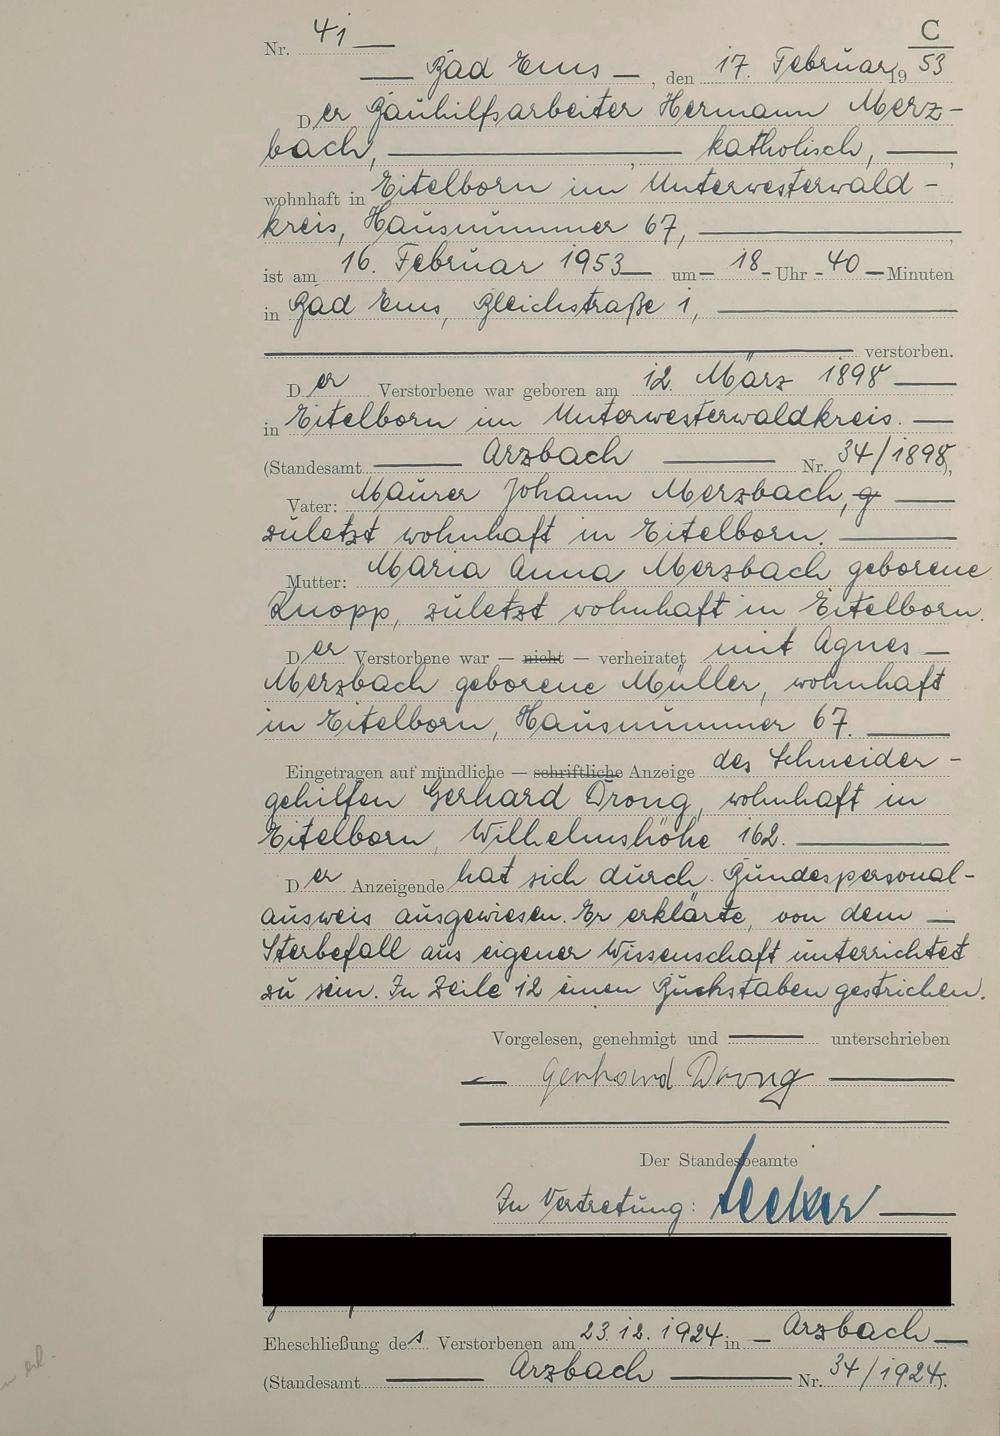 C
Nr. 41
53
Bad Ems, den 17. Februar 19 53
Der Bauhilfsarbeiter Hermann Merz-
bach, katholisch,
wohnhaft in Eitelborn im Unterwesterwald-
kreis, Hausnummer 67,
ist am 16. Februar 1953 um 18 Uhr 40 Minuten
in Bad Ems, Bleichstraße 1,
verstorben.
Der Verstorbene war geboren am 12. März 1898
in Eitelborn im Unterwesterwaldkreis.
(Standesamt Arzbach Nr. 34/1898)
Vater: Maurer Johann Merzbach, g
zuletzt wohnhaft in Eitelborn.
Mutter: Maria Anna Merzbach geborene
Knopp, zuletzt wohnhaft in Eitelborn.
Der Verstorbene war — nicht — verheiratet mit Agnes
Merzbach geborene Müller, wohnhaft
in Eitelborn, Hausnummer 67.
Eingetragen auf mündliche — schriftliche Anzeige des Schneider-
gehilfen Gerhard Drong, wohnhaft in
Eitelborn, Wilhelmshöhe 162.
Der Anzeigende hat sich durch Bundespersonal-
ausweis ausgewiesen. Er erklärte, von dem
Sterbefall aus eigener Wissenschaft unterrichtet
zu sein. In Zeile 12 einen Buchstaben gestrichen.
Vorgelesen, genehmigt und unterschrieben
Gerhard Drong
Der Standesbeamte
In Vertretung:
Eheschließung des Verstorbenen am 23.12.1924 in Arzbach
(Standesamt Arzbach Nr. 34/1924).